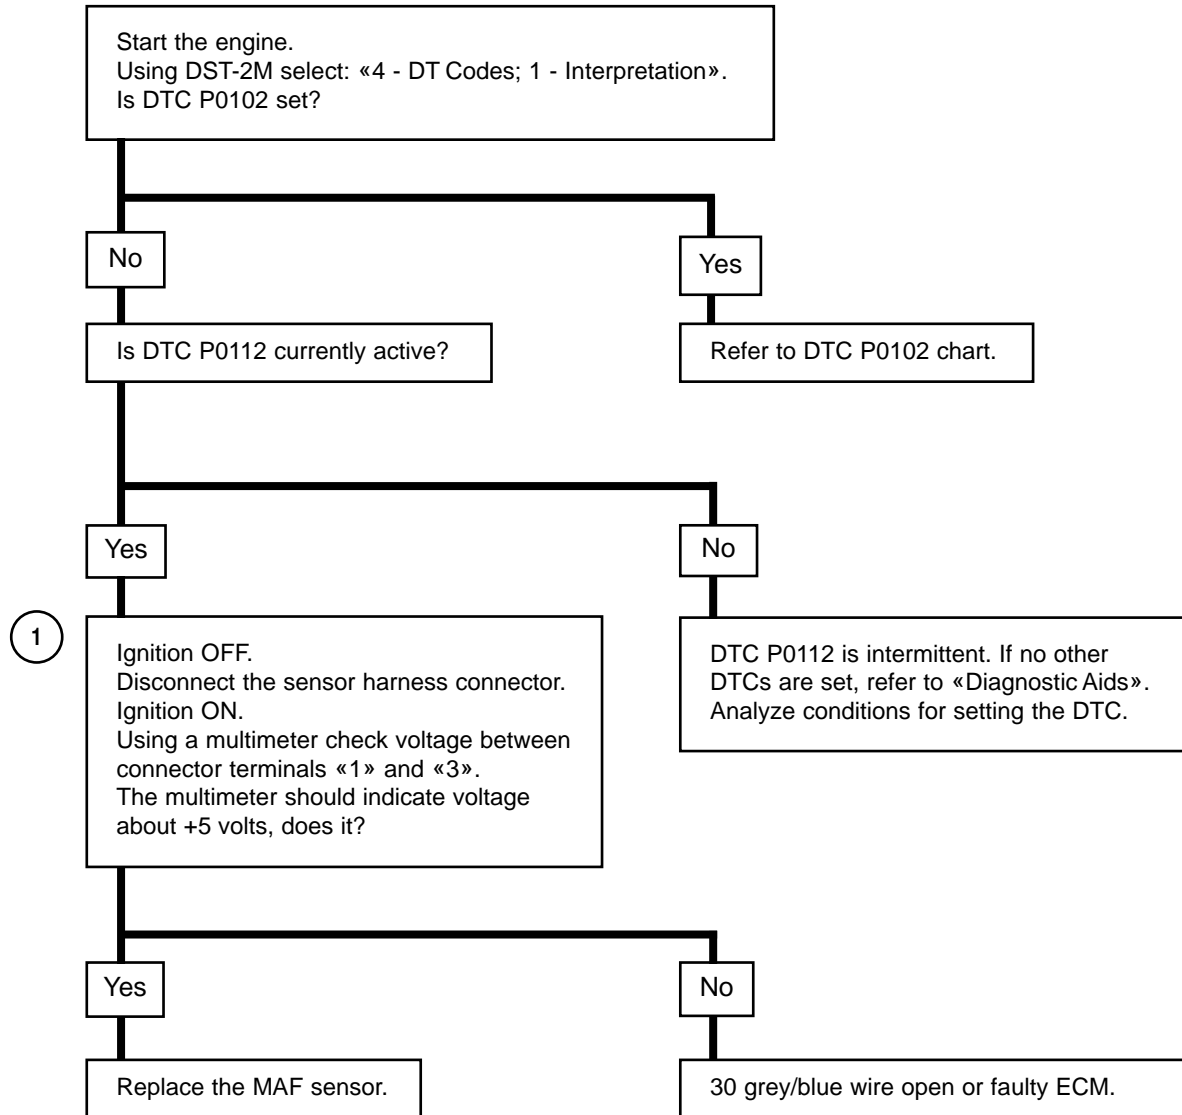 Start the engine.
Using DST-2M select: «4 - DT Codes; 1 - Interpretation».
Is DTC P0102 set?
No
Yes
Is DTC P0112 currently active?
Refer to DTC P0102 chart.
Yes
No
1
Ignition OFF.
Disconnect the sensor harness connector.
Ignition ON.
Using a multimeter check voltage between
connector terminals «1» and «3».
The multimeter should indicate voltage
about +5 volts, does it?
DTC P0112 is intermittent. If no other
DTCs are set, refer to «Diagnostic Aids».
Analyze conditions for setting the DTC.
Yes
No
Replace the MAF sensor.
30 grey/blue wire open or faulty ECM.